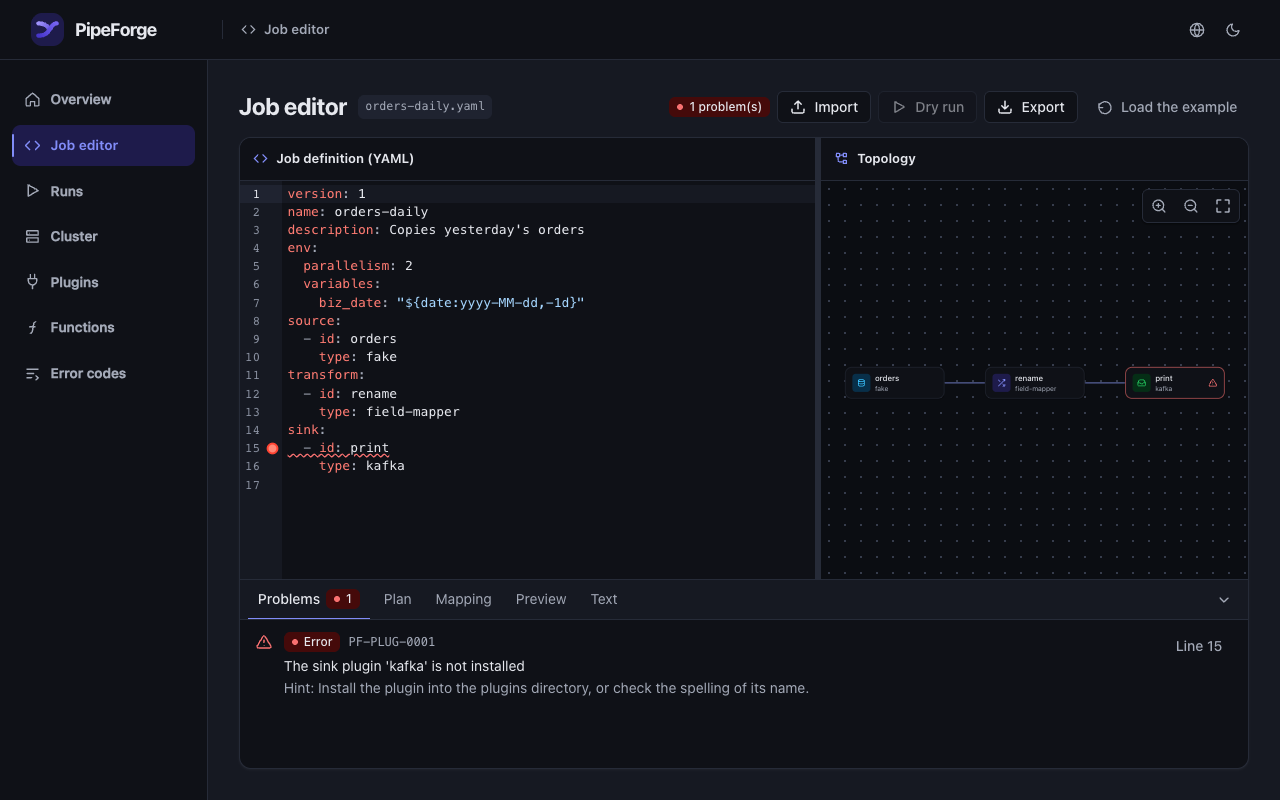 PipeForge
Job editor
Overview
Job editor
Runs
Cluster
Plugins
Functions
Error codes
Job editor
orders-daily.yaml
1 problem(s)
Import
Dry run
Export
Load the example
Job definition (YAML)
1 version: 1
2 name: orders-daily
3 description: Copies yesterday's orders
4 env:
5   parallelism: 2
6   variables:
7     biz_date: "${date:yyyy-MM-dd,-1d}"
8 source:
9   - id: orders
10     type: fake
11 transform:
12   - id: rename
13     type: field-mapper
14 sink:
15   - id: print
16     type: kafka
17
Topology
orders
fake
rename
field-mapper
print
kafka
Problems 1
Plan
Mapping
Preview
Text
Error PF-PLUG-0001
Line 15
The sink plugin 'kafka' is not installed
Hint: Install the plugin into the plugins directory, or check the spelling of its name.